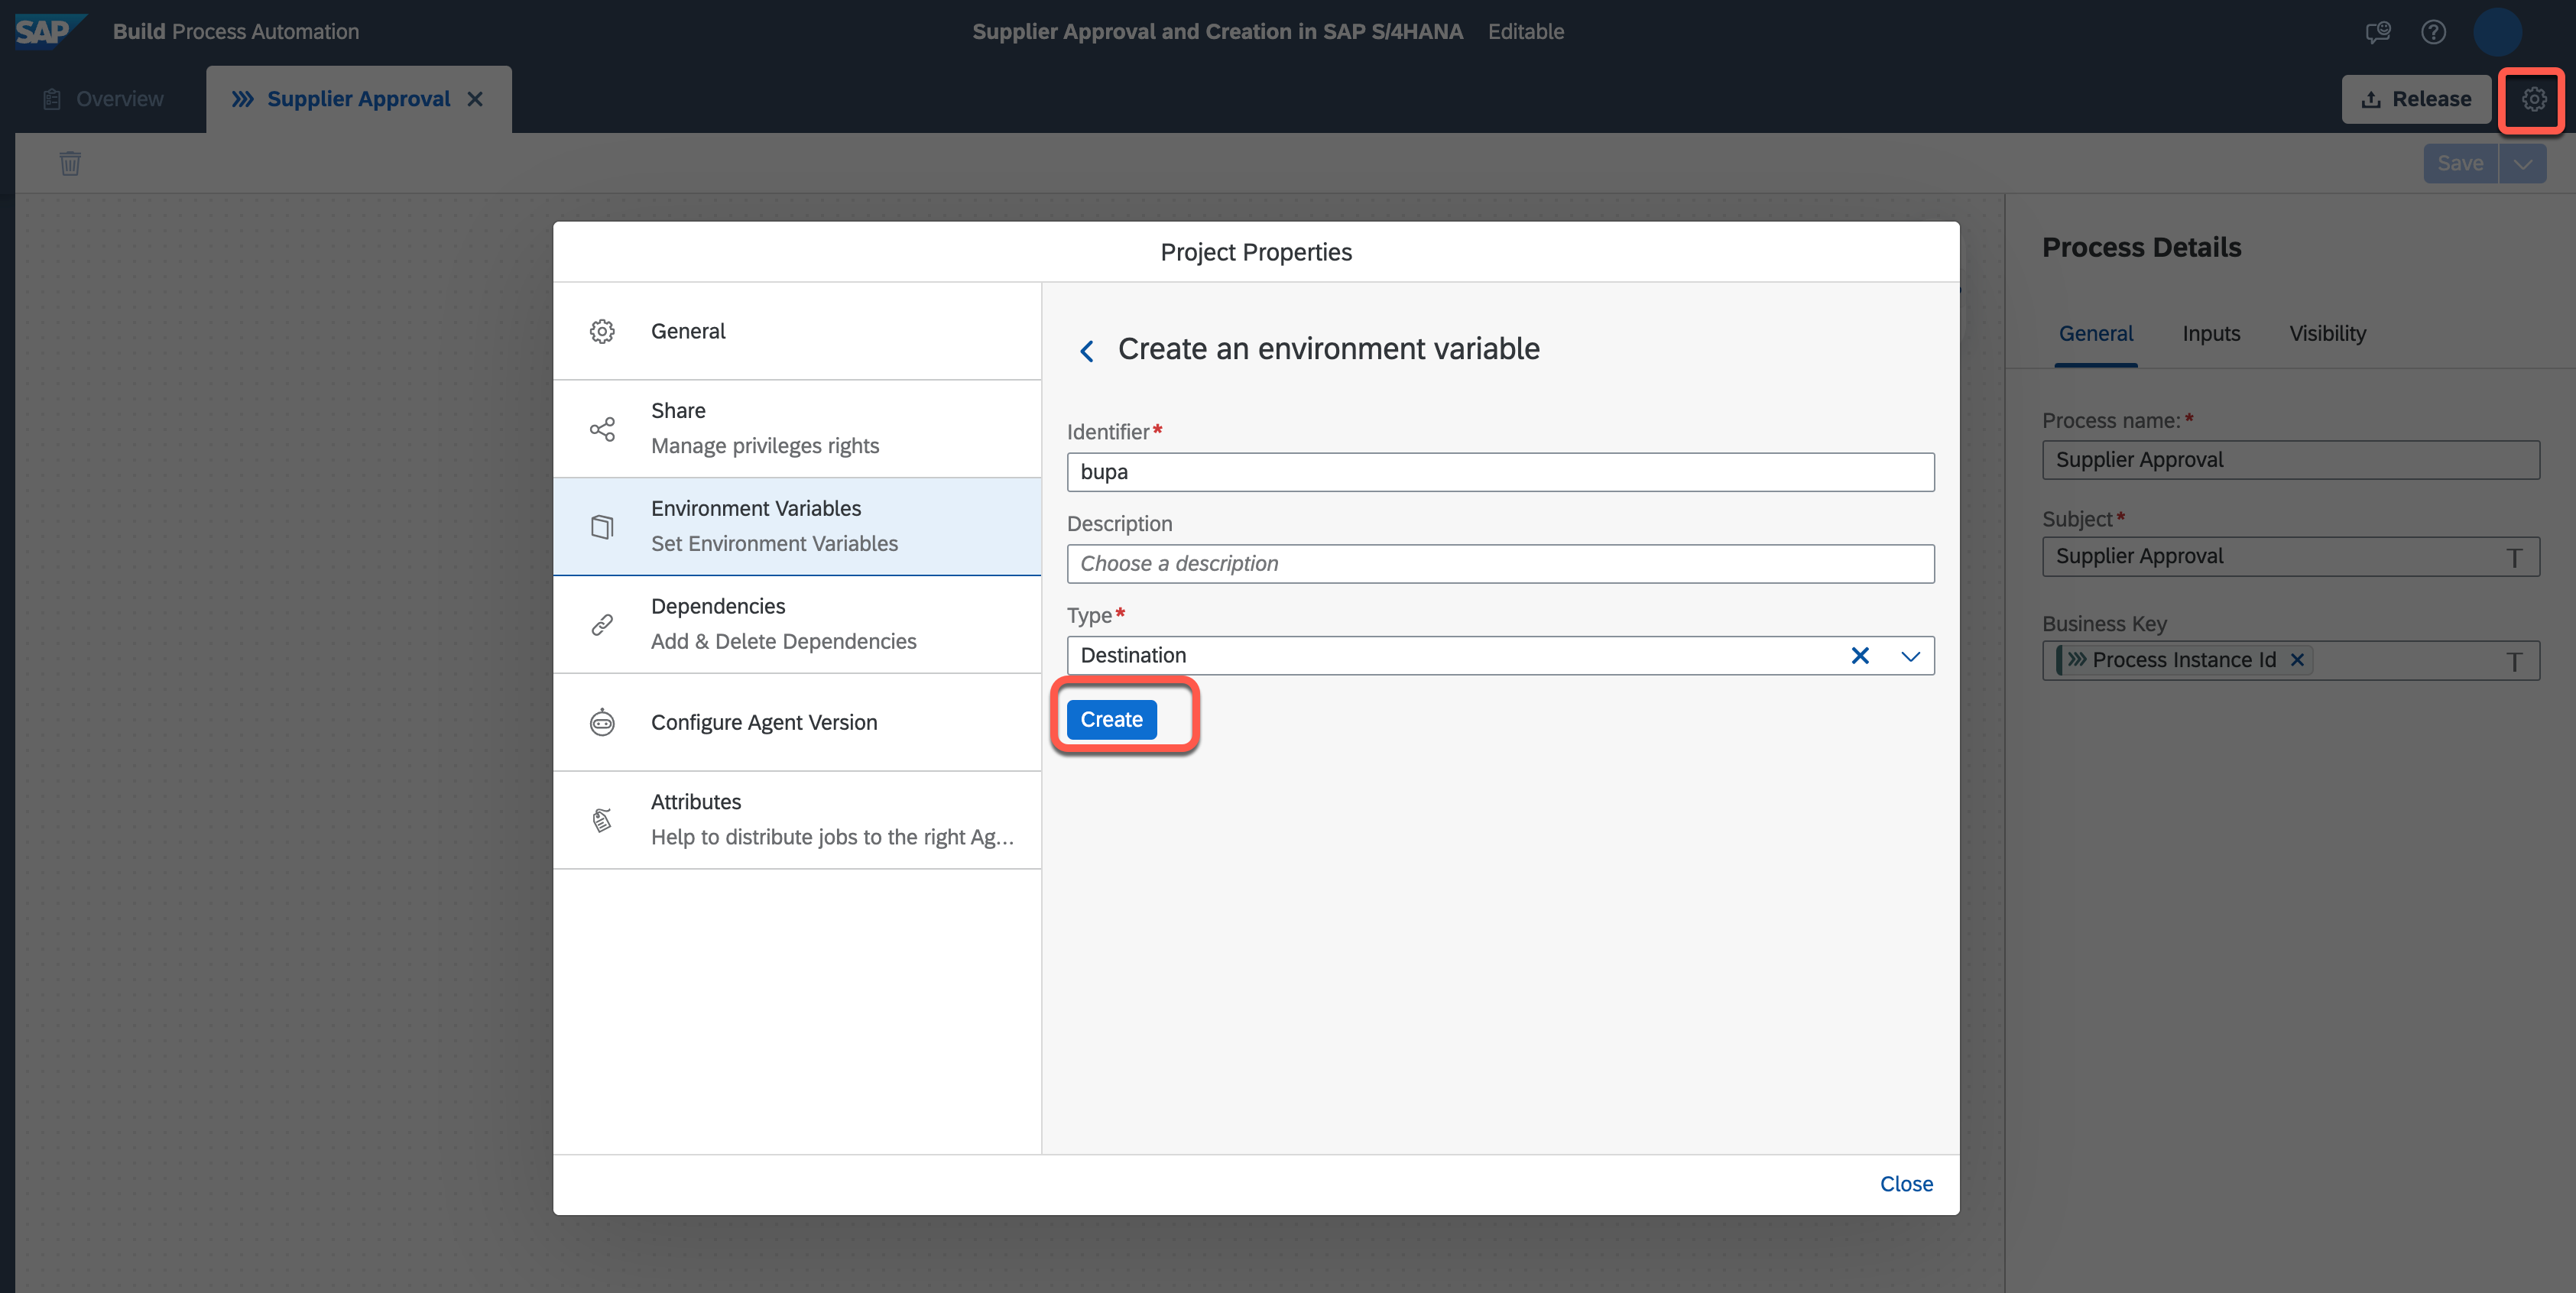 SAP Build Process Automation
Supplier Approval and Creation in SAP S/4HANA Editable
Overview
Supplier Approval
Release
Save
Project Properties
General
Share
Manage privileges rights
Environment Variables
Set Environment Variables
Dependencies
Add & Delete Dependencies
Configure Agent Version
Attributes
Help to distribute jobs to the right Ag...
Create an environment variable
Identifier*
bupa
Description
Choose a description
Type*
Destination
Create
Close
Process Details
General Inputs Visibility
Process name:*
Supplier Approval
Subject*
Supplier Approval
Business Key
Process Instance Id